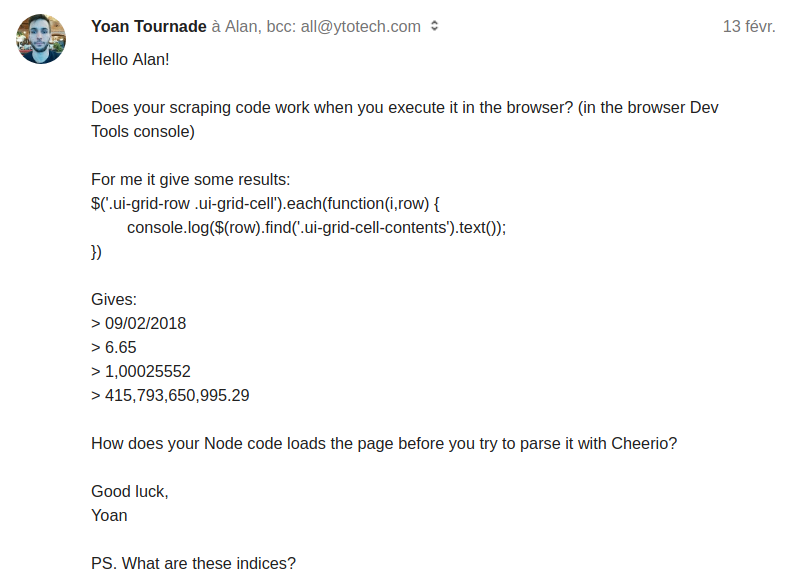 Yoan Tournade à Alan, bcc: all@ytotech.com 13 févr.
Hello Alan!
Does your scraping code work when you execute it in the browser? (in the browser Dev
Tools console)
For me it give some results:
$('.ui-grid-row .ui-grid-cell').each(function(i,row) {
console.log($(row).find('.ui-grid-cell-contents').text());
})
Gives:
> 09/02/2018
> 6.65
> 1,00025552
> 415,793,650,995.29
How does your Node code loads the page before you try to parse it with Cheerio?
Good luck,
Yoan
PS. What are these indices?